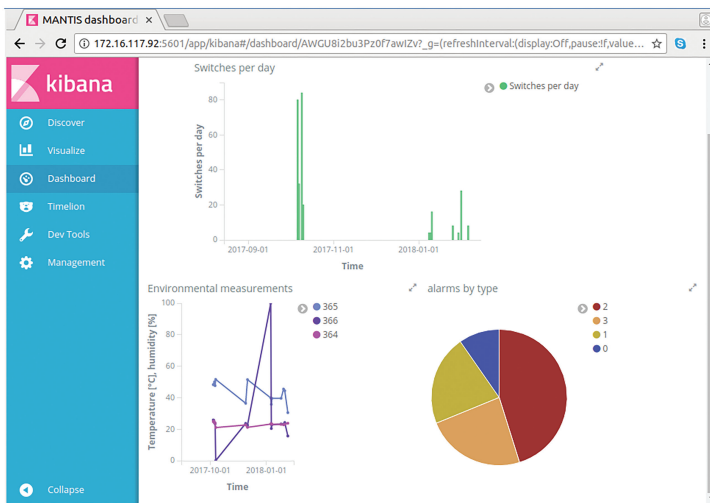 MANTIS dashboard
172.16.117.92:5601/app/kibana#/dashboard/AWGU8i2bu3Pz0f7awIZv?_g=(refreshInterval:(display:Off,pause:!f,value...
kibana
Discover
Visualize
Dashboard
Timelion
Dev Tools
Management
Collapse
Switches per day
Switches per day
Switches per day
80
60
40
20
0
2017-09-01 2017-11-01 2018-01-01
Time
Environmental measurements
365
366
364
Temperature [°C], humidity [%]
100
80
60
40
20
0
2017-10-01 2018-01-01
Time
alarms by type
2
3
1
0